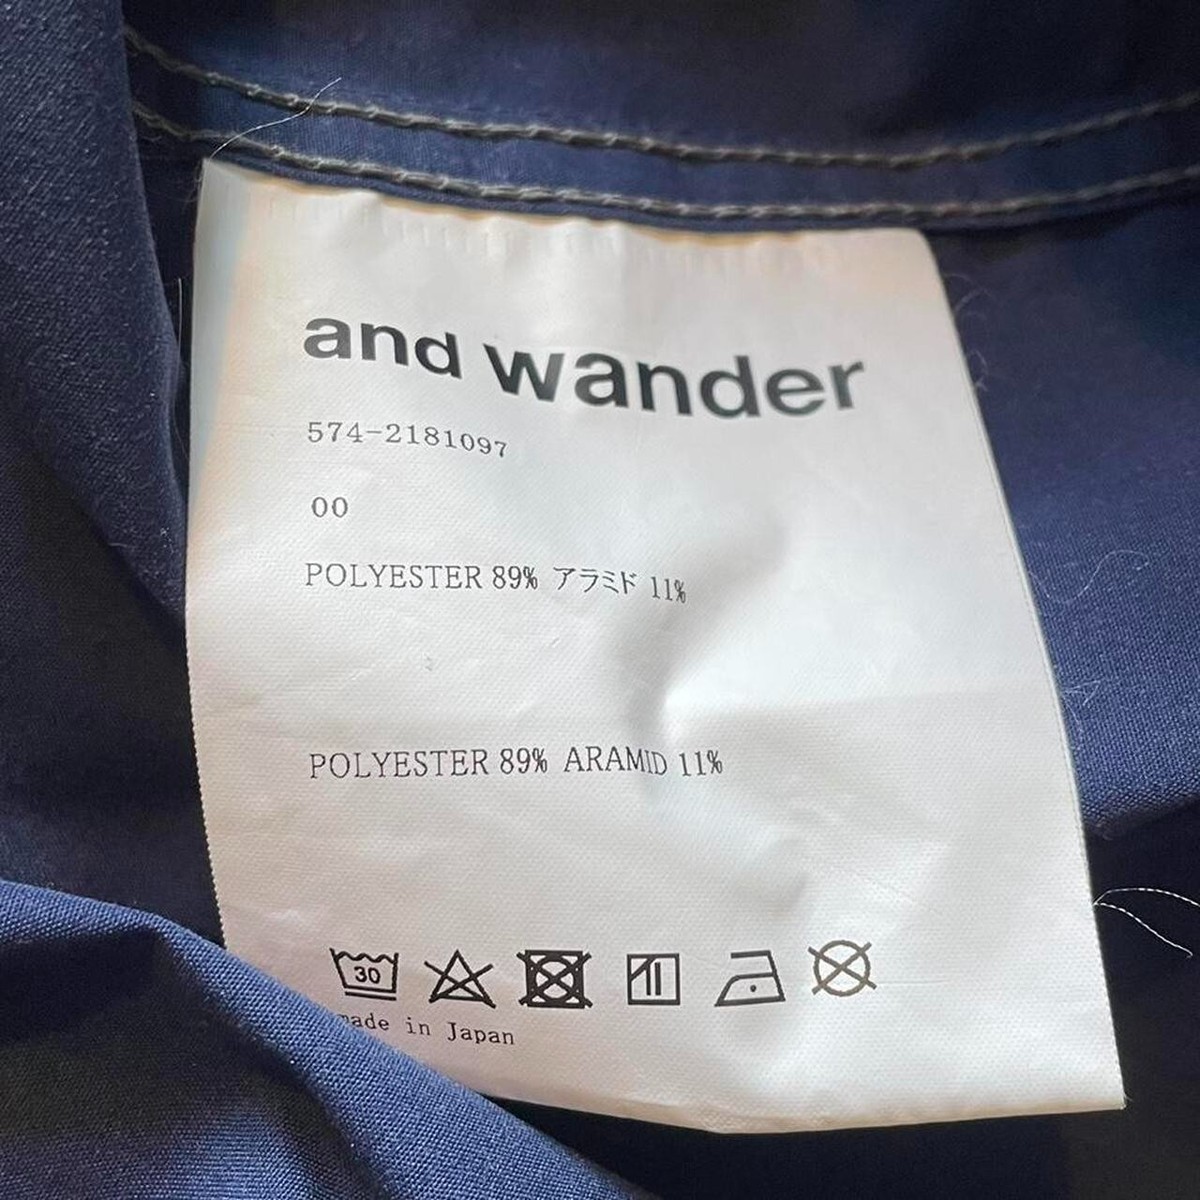 and wander
574-2181097
00
POLYESTER 89% アラミド 11%
POLYESTER 89% ARAMID 11%
30
made in Japan